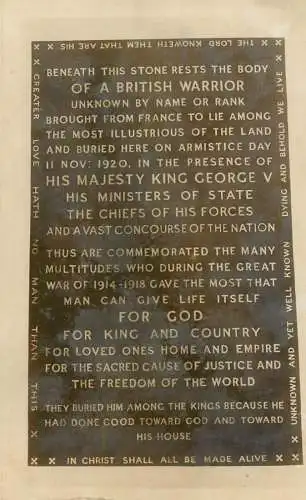 THE LORD KNOWETH THEM THAT ARE HIS
BENEATH THIS STONE RESTS THE BODY
OF A BRITISH WARRIOR
UNKNOWN BY NAME OR RANK
BROUGHT FROM FRANCE TO LIE AMONG
THE MOST ILLUSTRIOUS OF THE LAND
AND BURIED HERE ON ARMISTICE DAY
11 NOV: 1920, IN THE PRESENCE OF
HIS MAJESTY KING GEORGE V
HIS MINISTERS OF STATE
THE CHIEFS OF HIS FORCES
AND A VAST CONCOURSE OF THE NATION
THUS ARE COMMEMORATED THE MANY
MULTITUDES WHO DURING THE GREAT
WAR OF 1914-1918 GAVE THE MOST THAT
MAN CAN GIVE LIFE ITSELF
FOR GOD
FOR KING AND COUNTRY
FOR LOVED ONES HOME AND EMPIRE
FOR THE SACRED CAUSE OF JUSTICE AND
THE FREEDOM OF THE WORLD
THEY BURIED HIM AMONG THE KINGS BECAUSE HE
HAD DONE GOOD TOWARD GOD AND TOWARD
HIS HOUSE
GREATER LOVE HATH NO MAN THAN THIS
UNKNOWN AND YET WELL KNOWN DYING AND BEHOLD WE LIVE
IN CHRIST SHALL ALL BE MADE ALIVE